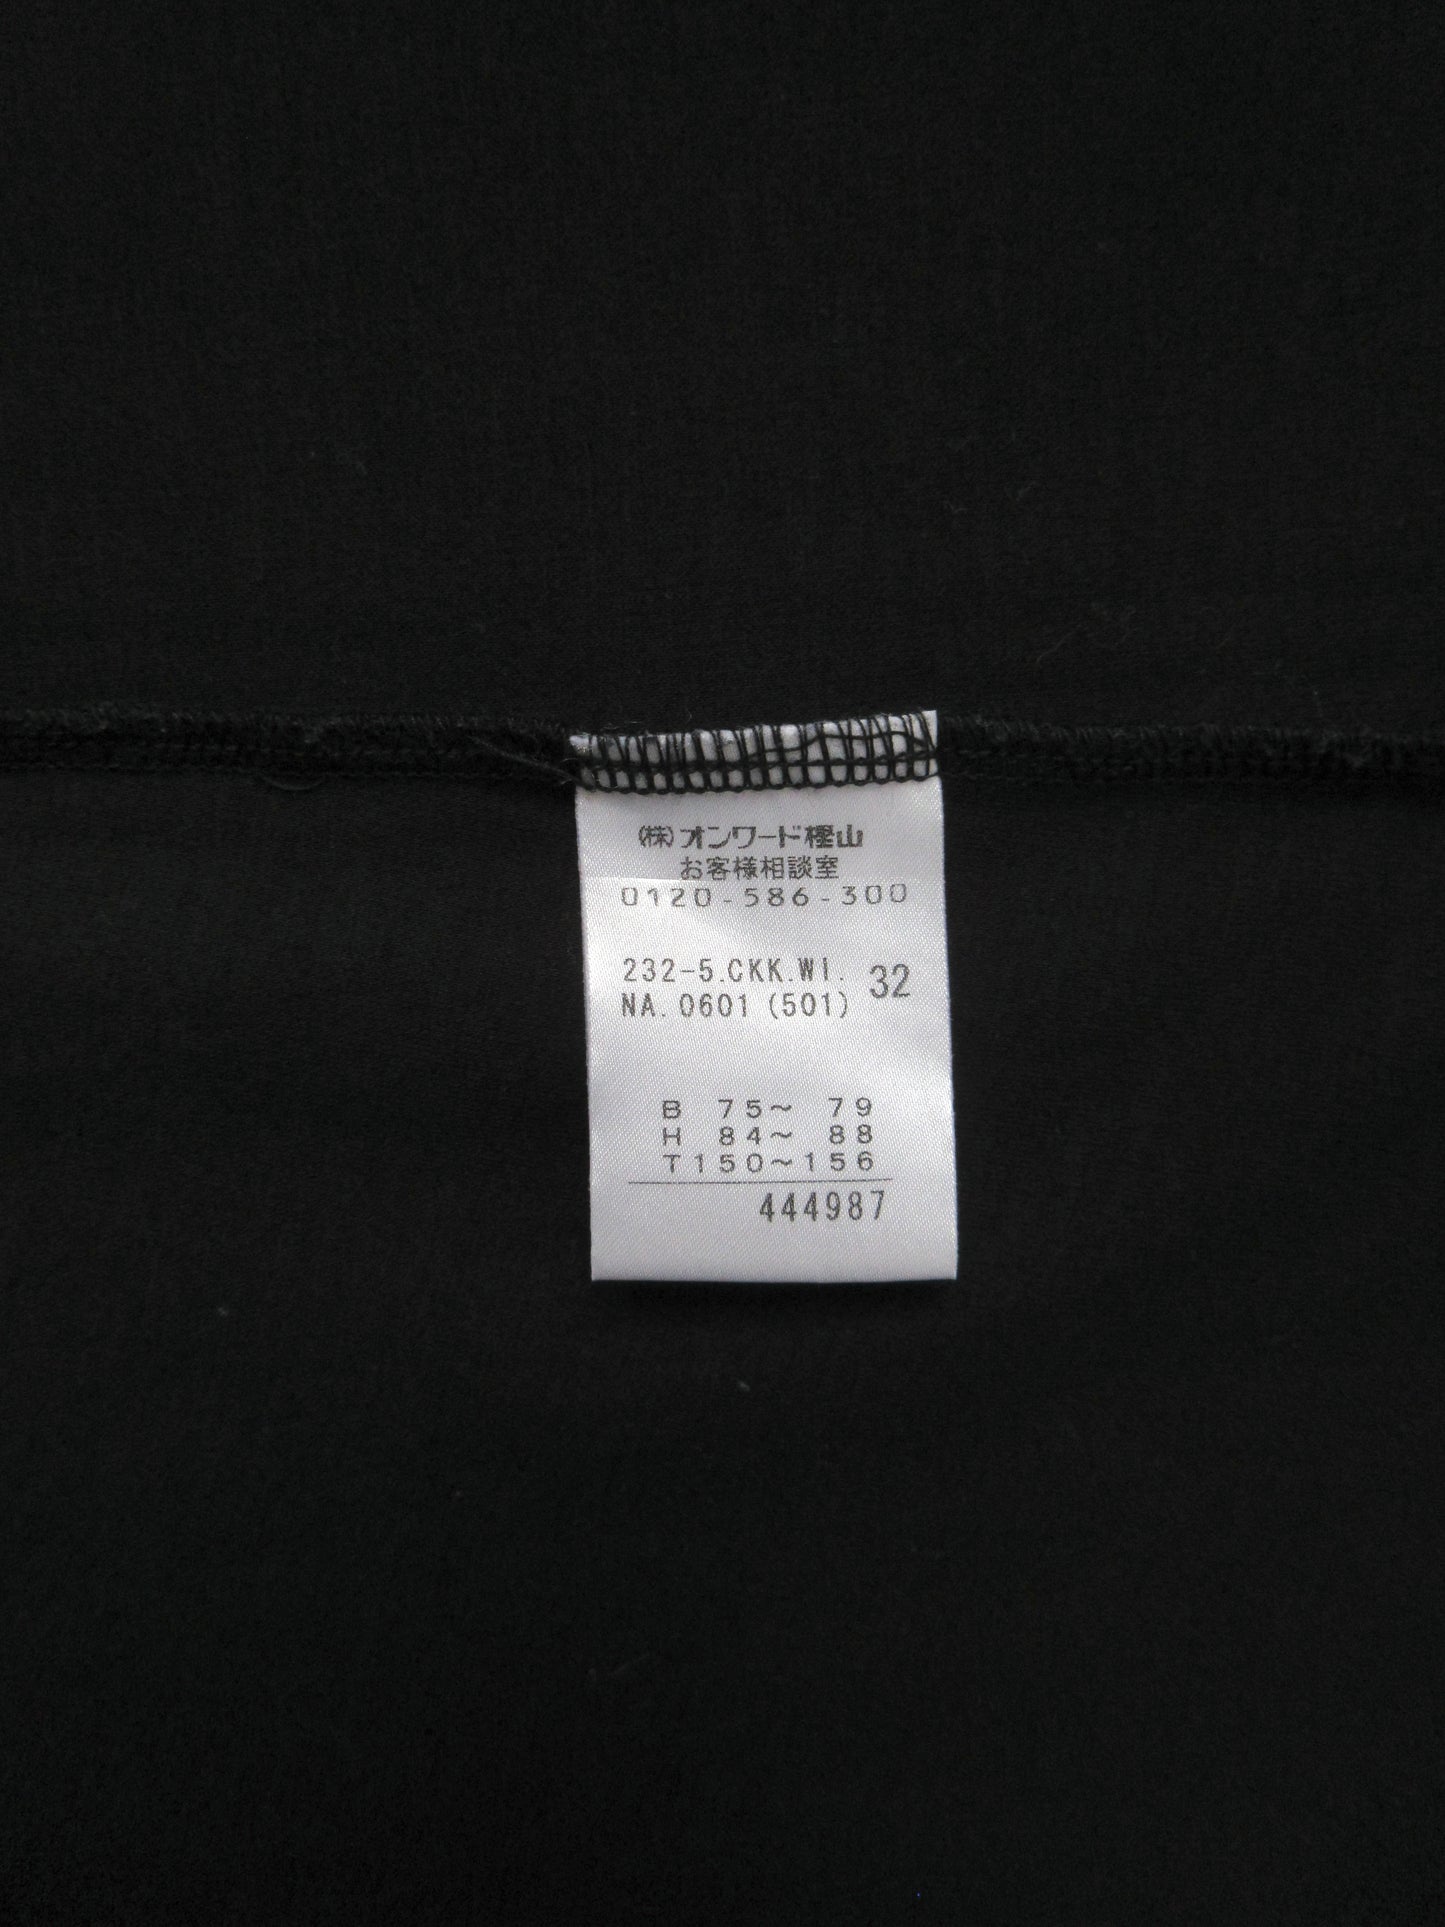 (株)オンワード樫山
お客様相談室
0120-586-300
232-5.CKK.WI. 32
NA.0601(501)
B 75～ 79
H 84～ 88
T150～156
444987